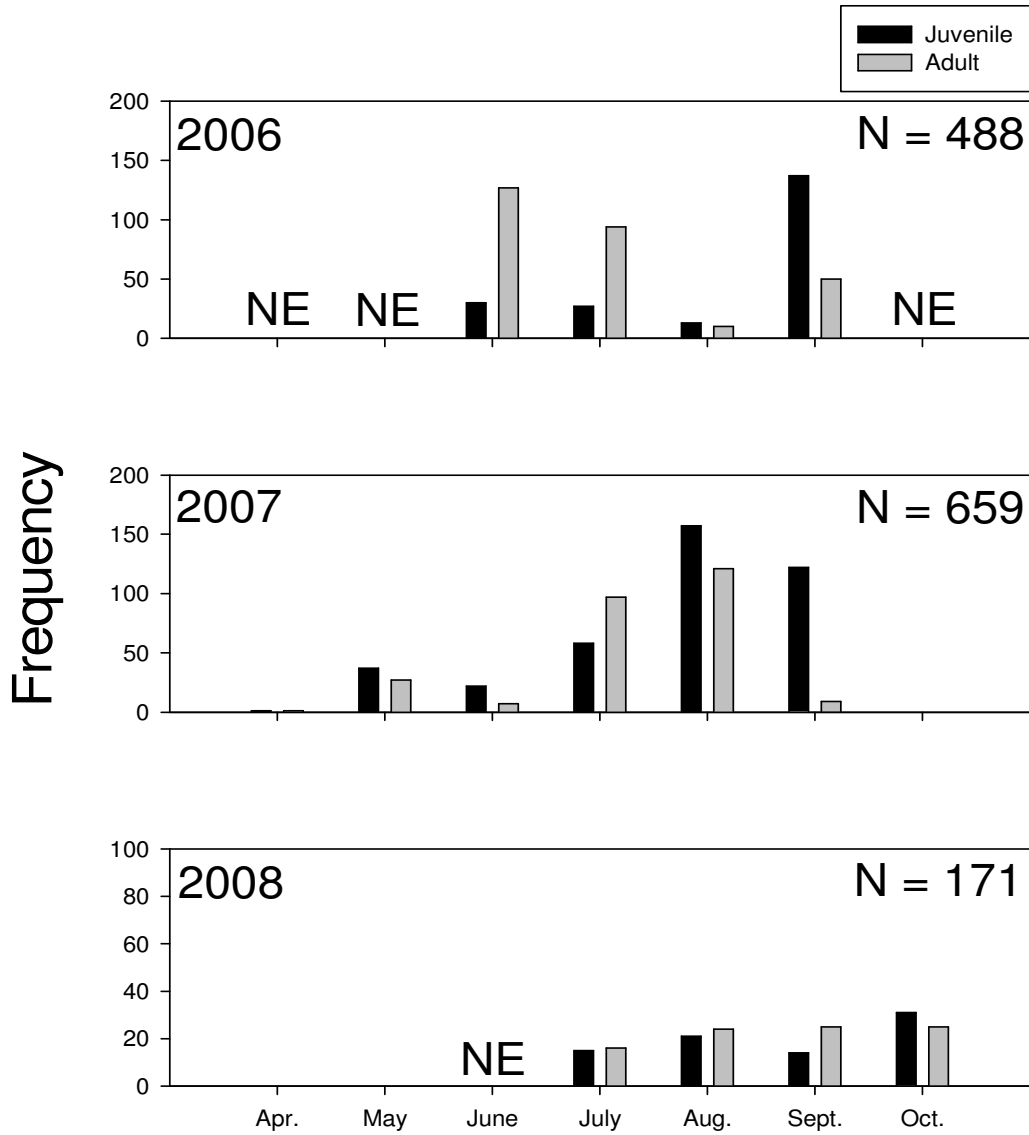 Juvenile
Adult
200
2006
N = 488
150
100
50
NE
NE
NE
0
Frequency
200
2007
N = 659
150
100
50
0
100
2008
N = 171
80
60
40
20
NE
0
Apr.
May
June
July
Aug.
Sept.
Oct.